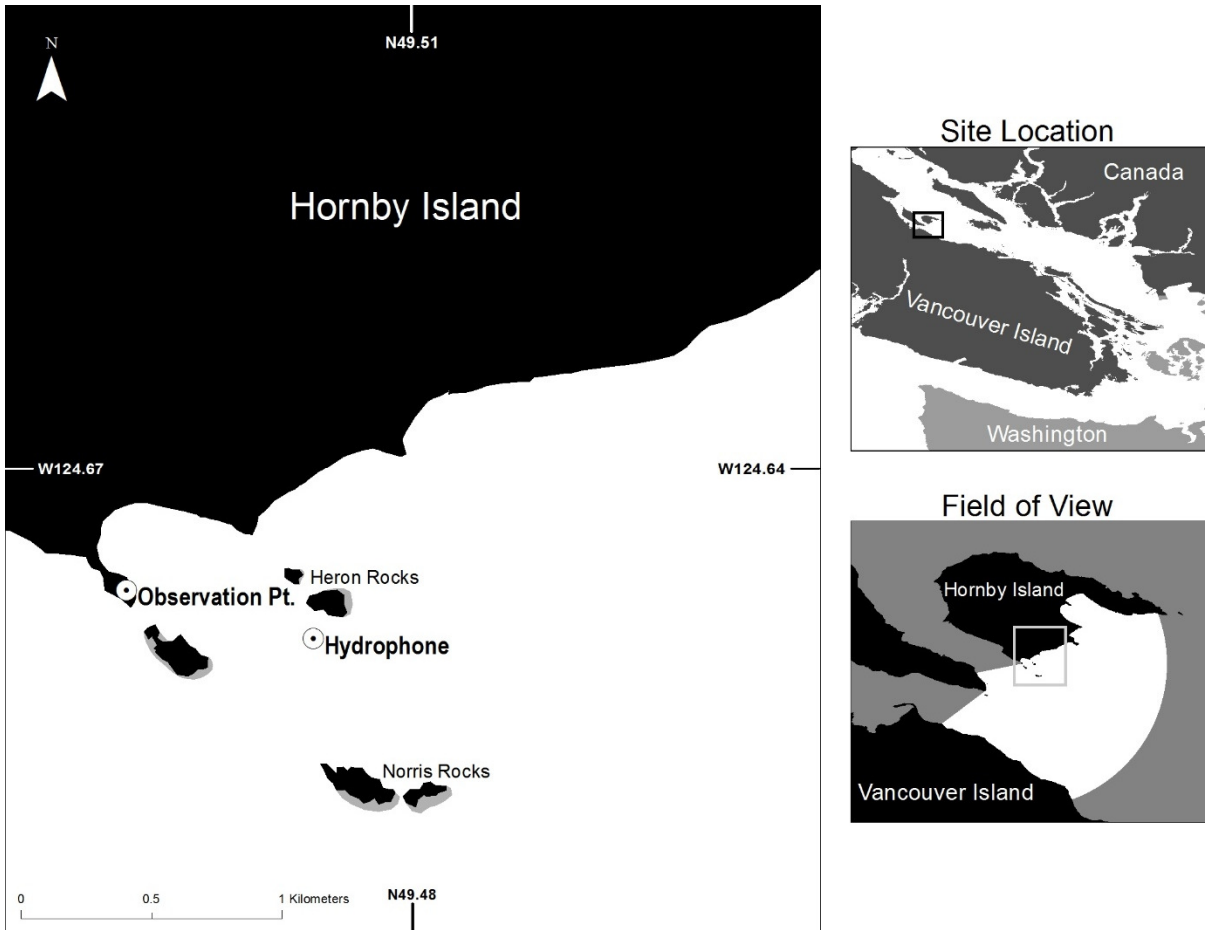 N
N49.51
Hornby Island
W124.67
W124.64
Heron Rocks
Observation Pt.
Hydrophone
Norris Rocks
0 0.5 1 Kilometers
N49.48
Site Location
Canada
Vancouver Island
Washington
Field of View
Hornby Island
Vancouver Island